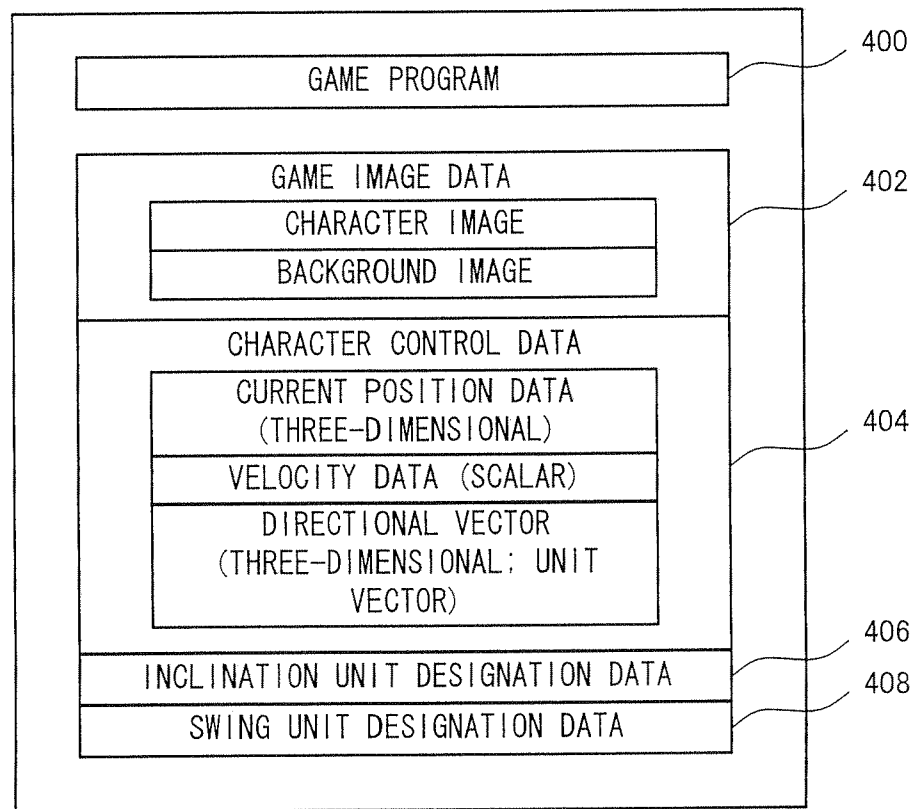 GAME PROGRAM
400
GAME IMAGE DATA
402
CHARACTER IMAGE
BACKGROUND IMAGE
CHARACTER CONTROL DATA
CURRENT POSITION DATA
(THREE-DIMENSIONAL)
404
VELOCITY DATA (SCALAR)
DIRECTIONAL VECTOR
(THREE-DIMENSIONAL: UNIT
VECTOR)
INCLINATION UNIT DESIGNATION DATA
406
SWING UNIT DESIGNATION DATA
408